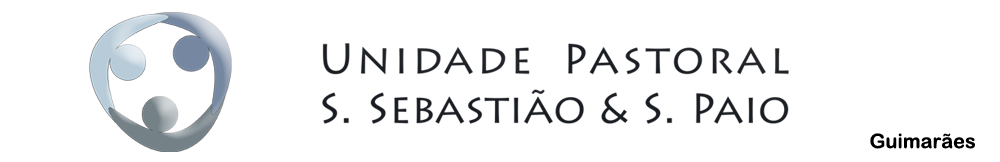 UNIDADE PASTORAL
S. SEBASTIÃO & S. PAIO
Guimarães